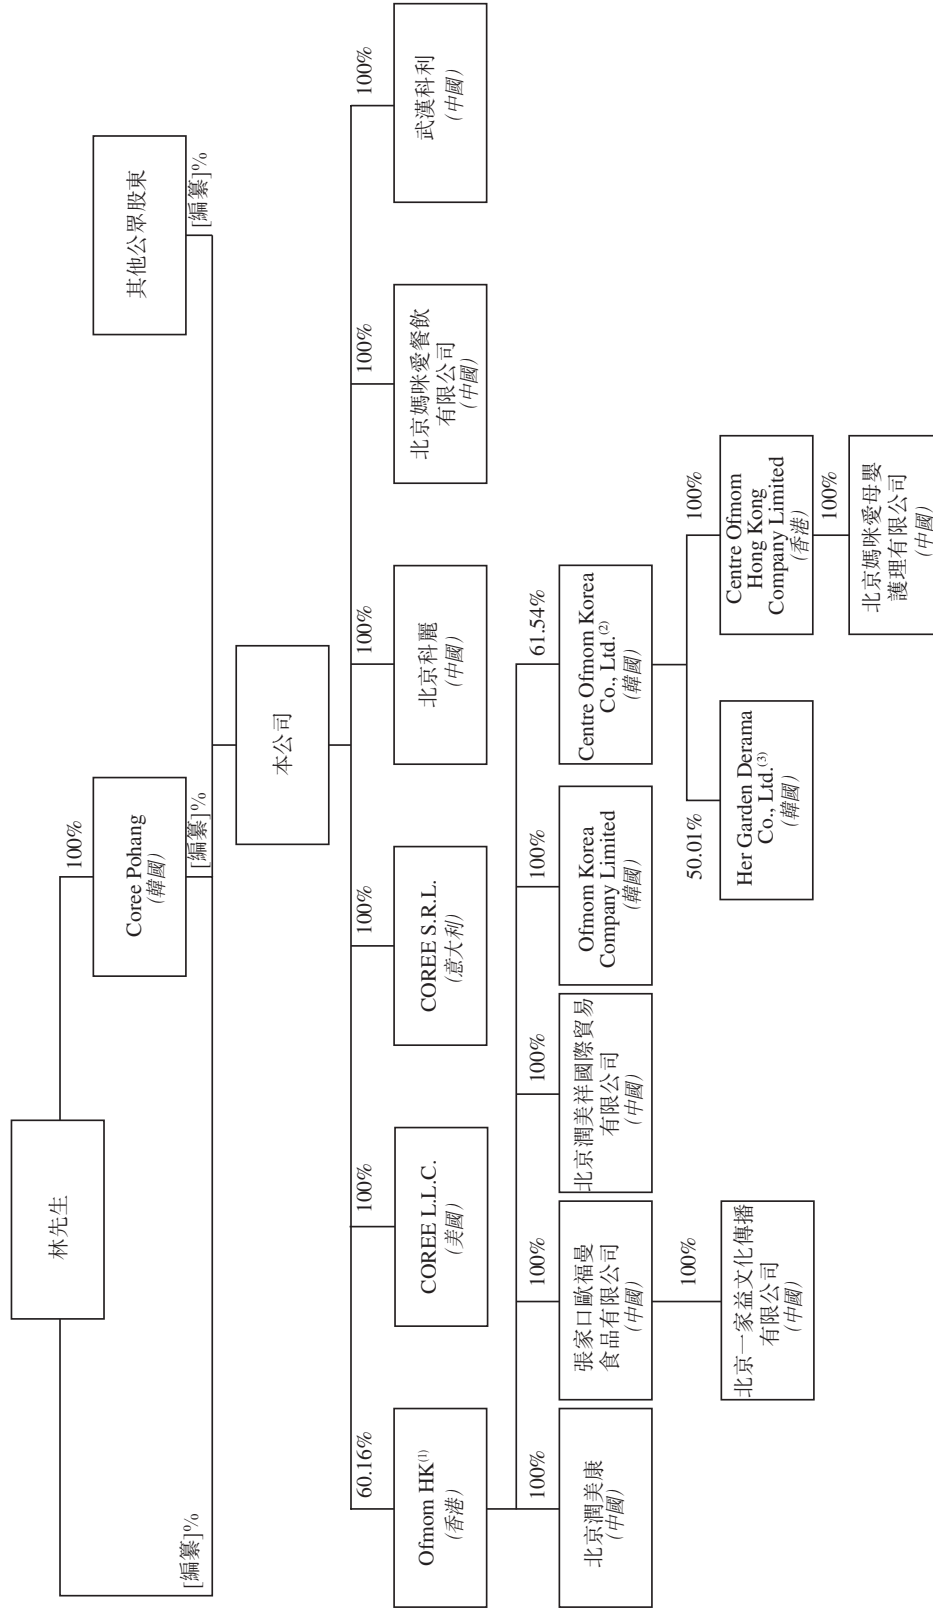 林先生
100%
Coree Pohang
(韓國)
其他公眾股東
[編纂]%
[編纂]%
[編纂]%
本公司
60.16%
100%
100%
100%
100%
100%
Ofmom HK(1)
(香港)
COREE L.L.C.
(美國)
COREE S.R.L.
(意大利)
北京科麗
(中國)
北京媽咪愛餐飲
有限公司
(中國)
武漢科利
(中國)
100%
100%
100%
100%
61.54%
北京潤美康
(中國)
張家口歐福曼
食品有限公司
(中國)
北京潤美祥國際貿易
有限公司
(中國)
Ofmom Korea
Company Limited
(韓國)
Centre Ofmom Korea
Co., Ltd.(2)
(韓國)
100%
50.01%
100%
北京一家益文化傳播
有限公司
(中國)
Her Garden Derama
Co., Ltd.(3)
(韓國)
Centre Ofmom
Hong Kong
Company Limited
(香港)
100%
北京媽咪愛母嬰
護理有限公司
(中國)